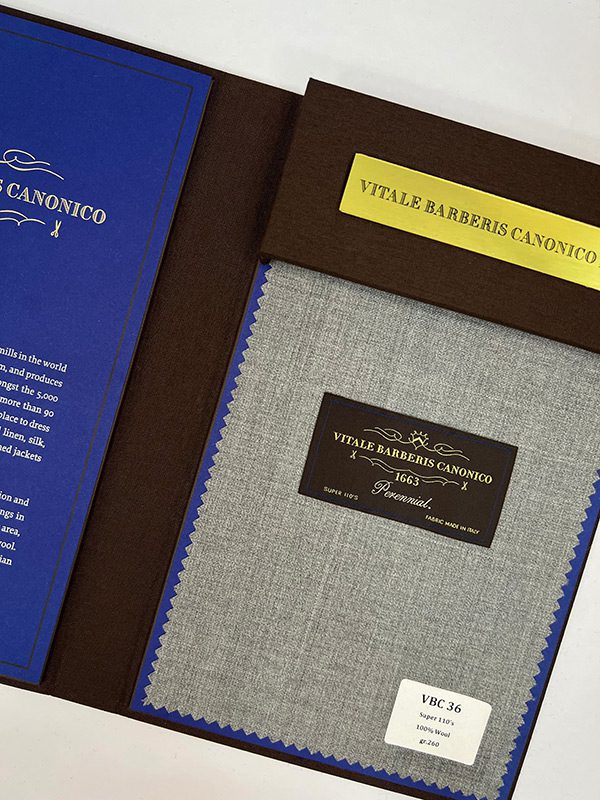 S CANONICO
mills in the world
m, and produces
ngst the 5,000
more than 90
place to dress
linen, silk,
ned jackets
ion and
ngs in
area,
ool.
ian
VITALE BARBERIS CANONICO
VITALE BARBERIS CANONICO
1663
Perennial.
SUPER 110'S
FABRIC MADE IN ITALY
VBC 36
Super 110's
100% Wool
gr.260